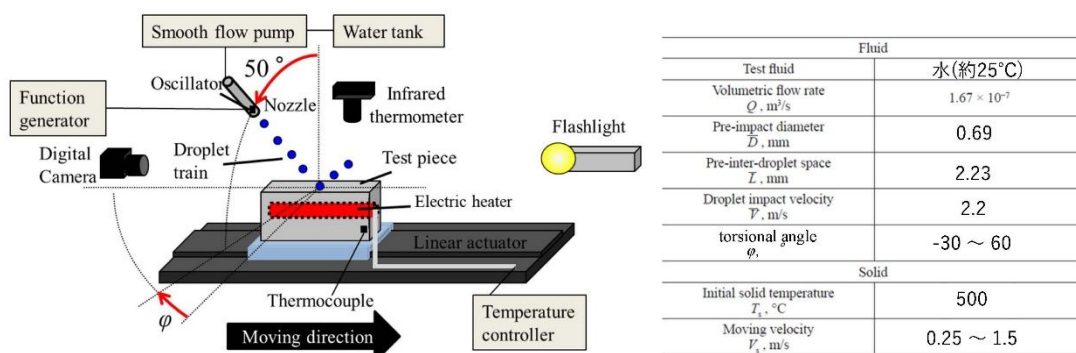 Smooth flow pump
Water tank
50°
Oscillator
Function
generator
Nozzle
Infrared
thermometer
Flashlight
Digital
Camera
Droplet
train
Test piece
Electric heater
Linear actuator
Thermocouple
φ
Moving direction
Temperature
controller
Fluid
Test fluid 水(約25°C)
Volumetric flow rate
Q , m³/s 1.67 × 10⁻⁷
Pre-impact diameter
D̅, mm 0.69
Pre-inter-droplet space
L̅, mm 2.23
Droplet impact velocity
V̅, m/s 2.2
torsional angle
φ, -30 ～ 60
Solid
Initial solid temperature
Tₛ , °C 500
Moving velocity
Vₛ , m/s 0.25 ～ 1.5